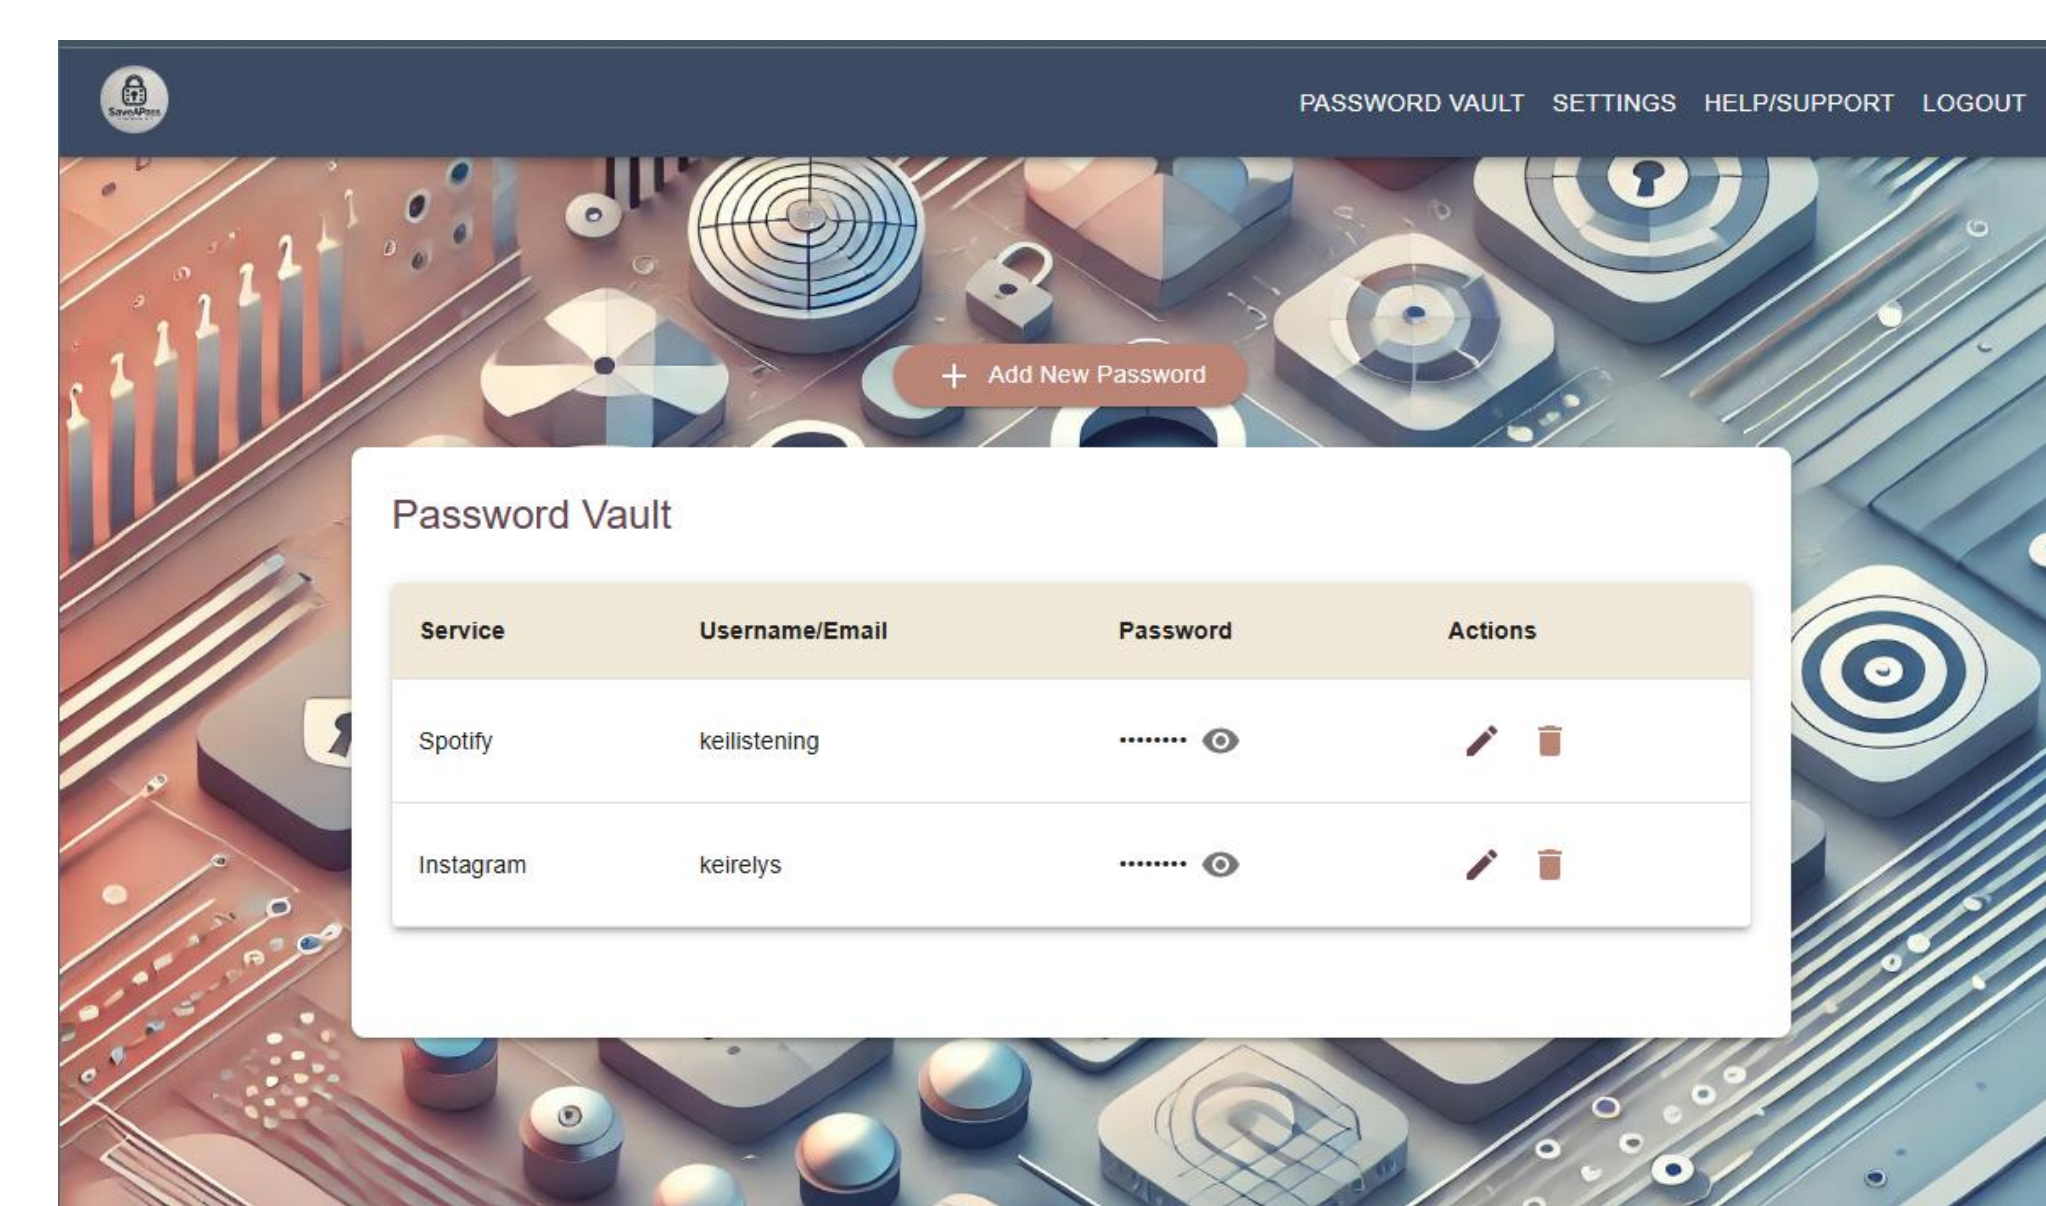 SaveAPass
PASSWORD VAULT SETTINGS HELP/SUPPORT LOGOUT
+ Add New Password
Password Vault
Service Username/Email Password Actions
Spotify keilistening ••••••••
Instagram keirelys ••••••••